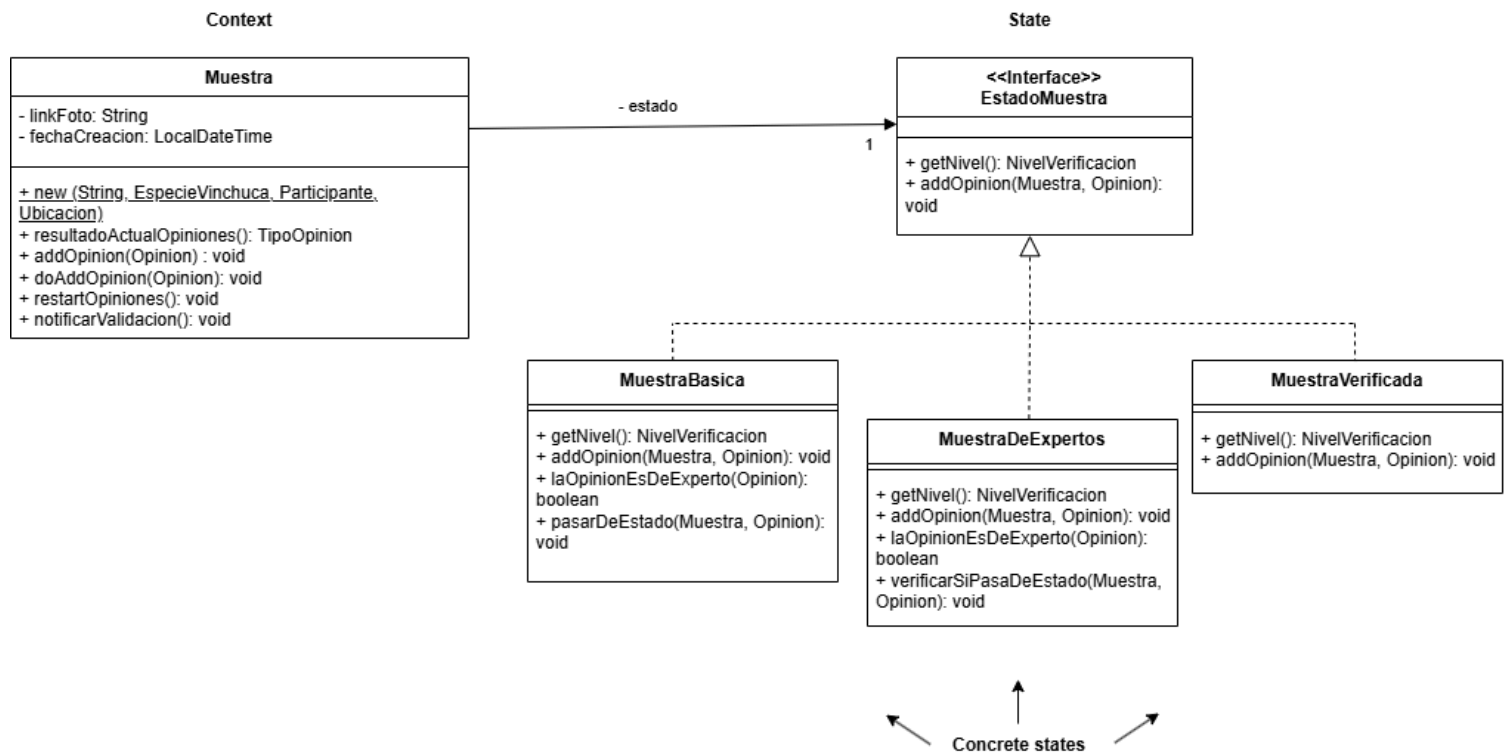 Context
State
Muestra
- linkFoto: String
- fechaCreacion: LocalDateTime
+ new (String, EspecieVinchuca, Participante,
Ubicacion)
+ resultadoActualOpiniones(): TipoOpinion
+ addOpinion(Opinion) : void
+ doAddOpinion(Opinion): void
+ restartOpiniones(): void
+ notificarValidacion(): void
- estado
1
<<Interface>>
EstadoMuestra
+ getNivel(): NivelVerificacion
+ addOpinion(Muestra, Opinion):
void
MuestraBasica
+ getNivel(): NivelVerificacion
+ addOpinion(Muestra, Opinion): void
+ laOpinionEsDeExperto(Opinion):
boolean
+ pasarDeEstado(Muestra, Opinion):
void
MuestraDeExpertos
+ getNivel(): NivelVerificacion
+ addOpinion(Muestra, Opinion): void
+ laOpinionEsDeExperto(Opinion):
boolean
+ verificarSiPasaDeEstado(Muestra,
Opinion): void
MuestraVerificada
+ getNivel(): NivelVerificacion
+ addOpinion(Muestra, Opinion): void
Concrete states